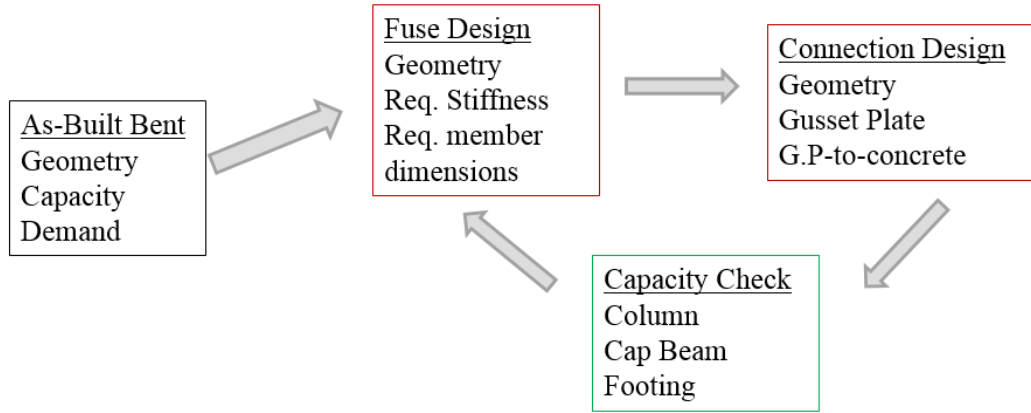 As-Built Bent
Geometry
Capacity
Demand
Fuse Design
Geometry
Req. Stiffness
Req. member
dimensions
Connection Design
Geometry
Gusset Plate
G.P-to-concrete
Capacity Check
Column
Cap Beam
Footing